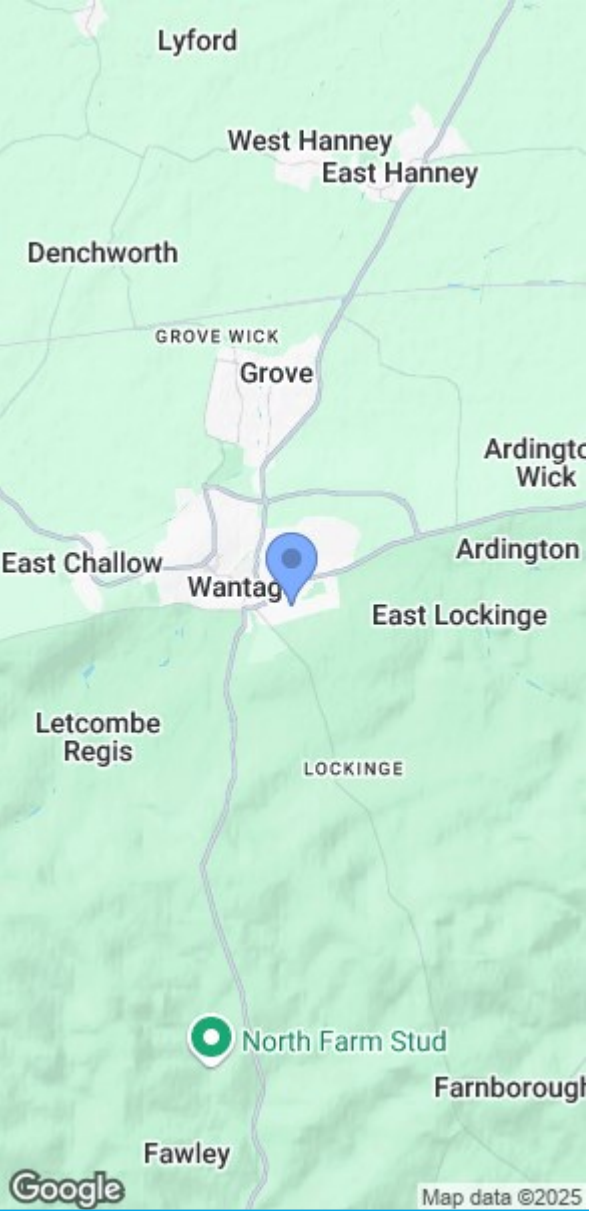 Lyford
West Hanney
East Hanney
Denchworth
GROVE WICK
Grove
Ardingto
Wick
East Challow
Ardington
Wantag
East Lockinge
Letcombe
Regis
LOCKINGE
North Farm Stud
Farnborough
Fawley
Google
Map data ©2025